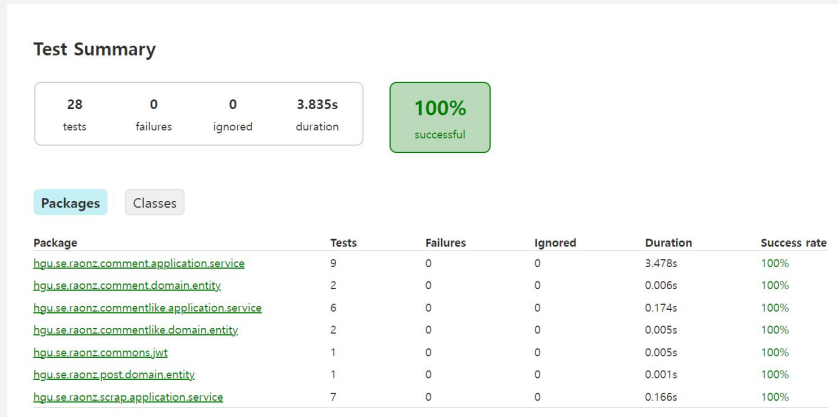 Test Summary
28 0 0 3.835s
tests failures ignored duration
100%
successful
Packages Classes
Package Tests Failures Ignored Duration Success rate
hgu.se.raonz.comment.application.service 9 0 0 3.478s 100%
hgu.se.raonz.comment.domain.entity 2 0 0 0.006s 100%
hgu.se.raonz.commentlike.application.service 6 0 0 0.174s 100%
hgu.se.raonz.commentlike.domain.entity 2 0 0 0.005s 100%
hgu.se.raonz.commons.jwt 1 0 0 0.005s 100%
hgu.se.raonz.post.domain.entity 1 0 0 0.001s 100%
hgu.se.raonz.scrap.application.service 7 0 0 0.166s 100%